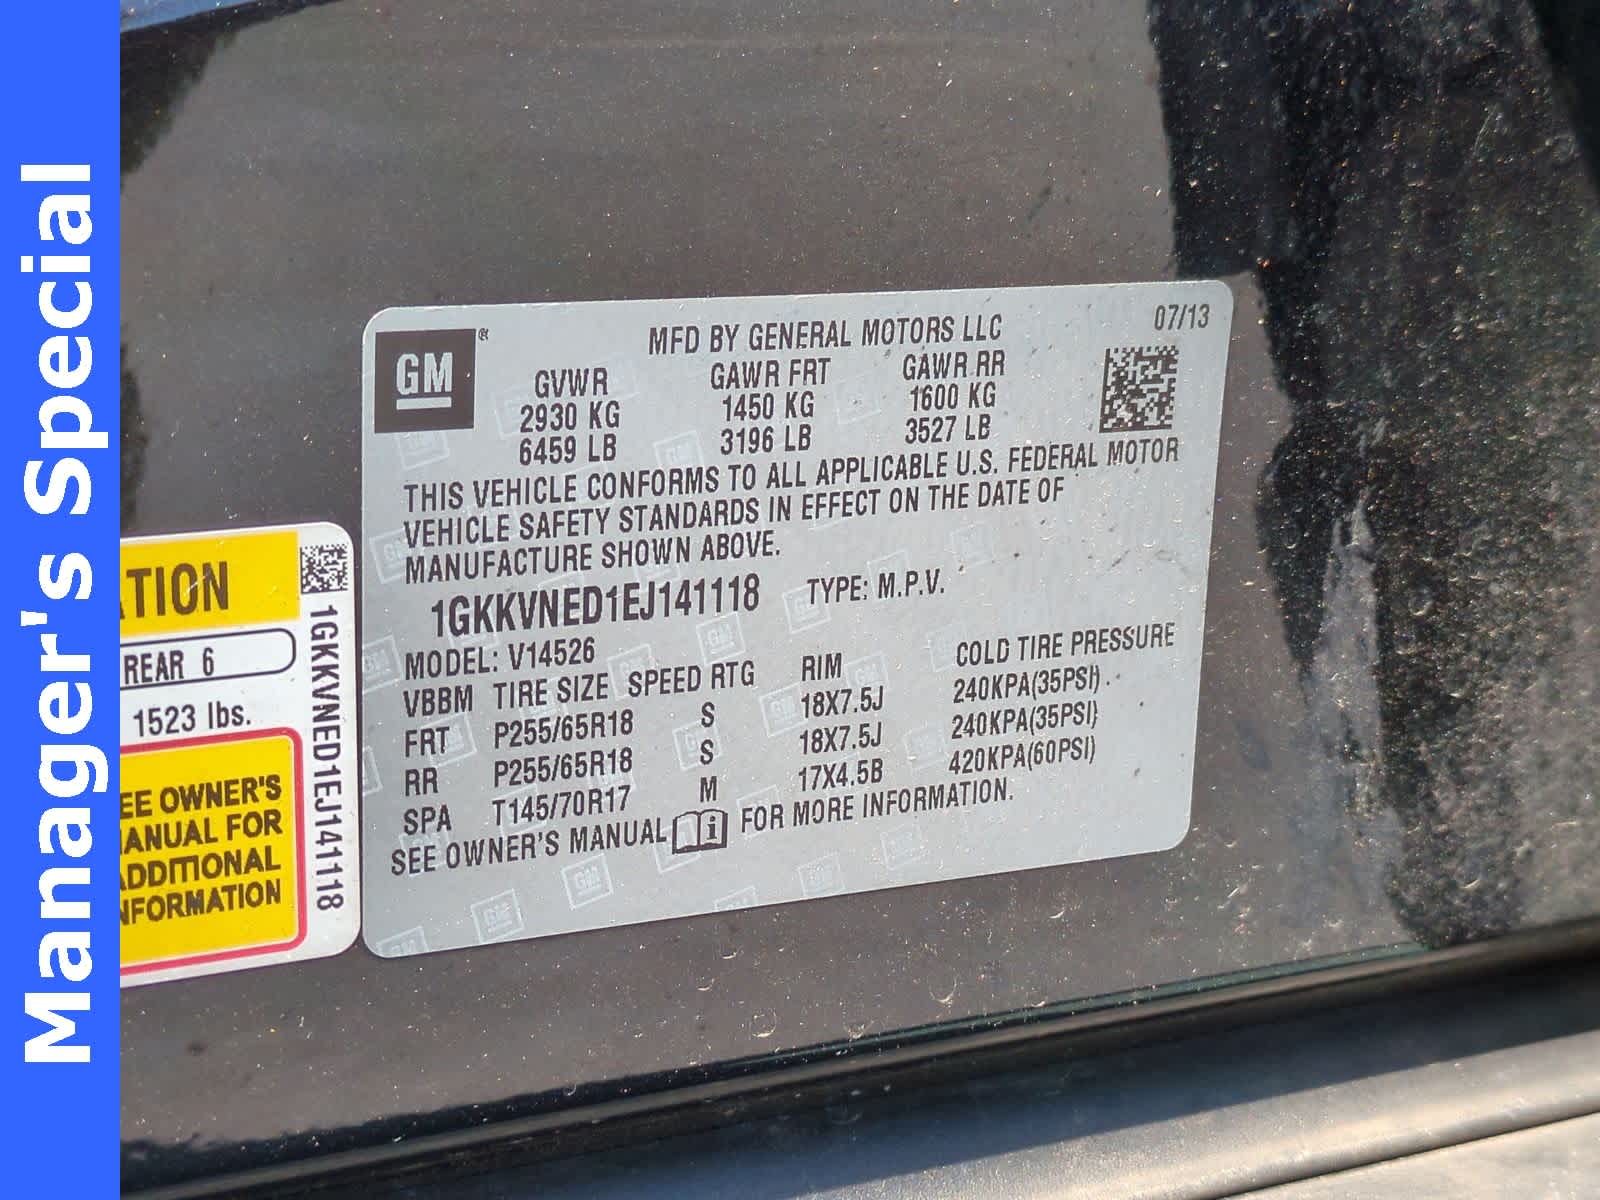 Manager's Special
GM ®
MFD BY GENERAL MOTORS LLC 07/13
GVWR GAWR FRT GAWR RR
2930 KG 1450 KG 1600 KG
6459 LB 3196 LB 3527 LB
THIS VEHICLE CONFORMS TO ALL APPLICABLE U.S. FEDERAL MOTOR
VEHICLE SAFETY STANDARDS IN EFFECT ON THE DATE OF
MANUFACTURE SHOWN ABOVE.
1GKKVNED1EJ141118 TYPE: M.P.V.
MODEL: V14526
VBBM TIRE SIZE SPEED RTG RIM COLD TIRE PRESSURE
FRT P255/65R18 S 18X7.5J 240KPA(35PSI)
RR P255/65R18 S 18X7.5J 240KPA(35PSI)
SPA T145/70R17 M 17X4.5B 420KPA(60PSI)
SEE OWNER'S MANUAL i FOR MORE INFORMATION.
ATION
REAR 6
1523 lbs.
EE OWNER'S
ANUAL FOR
ADDITIONAL
NFORMATION
1GKKVNED1EJ141118